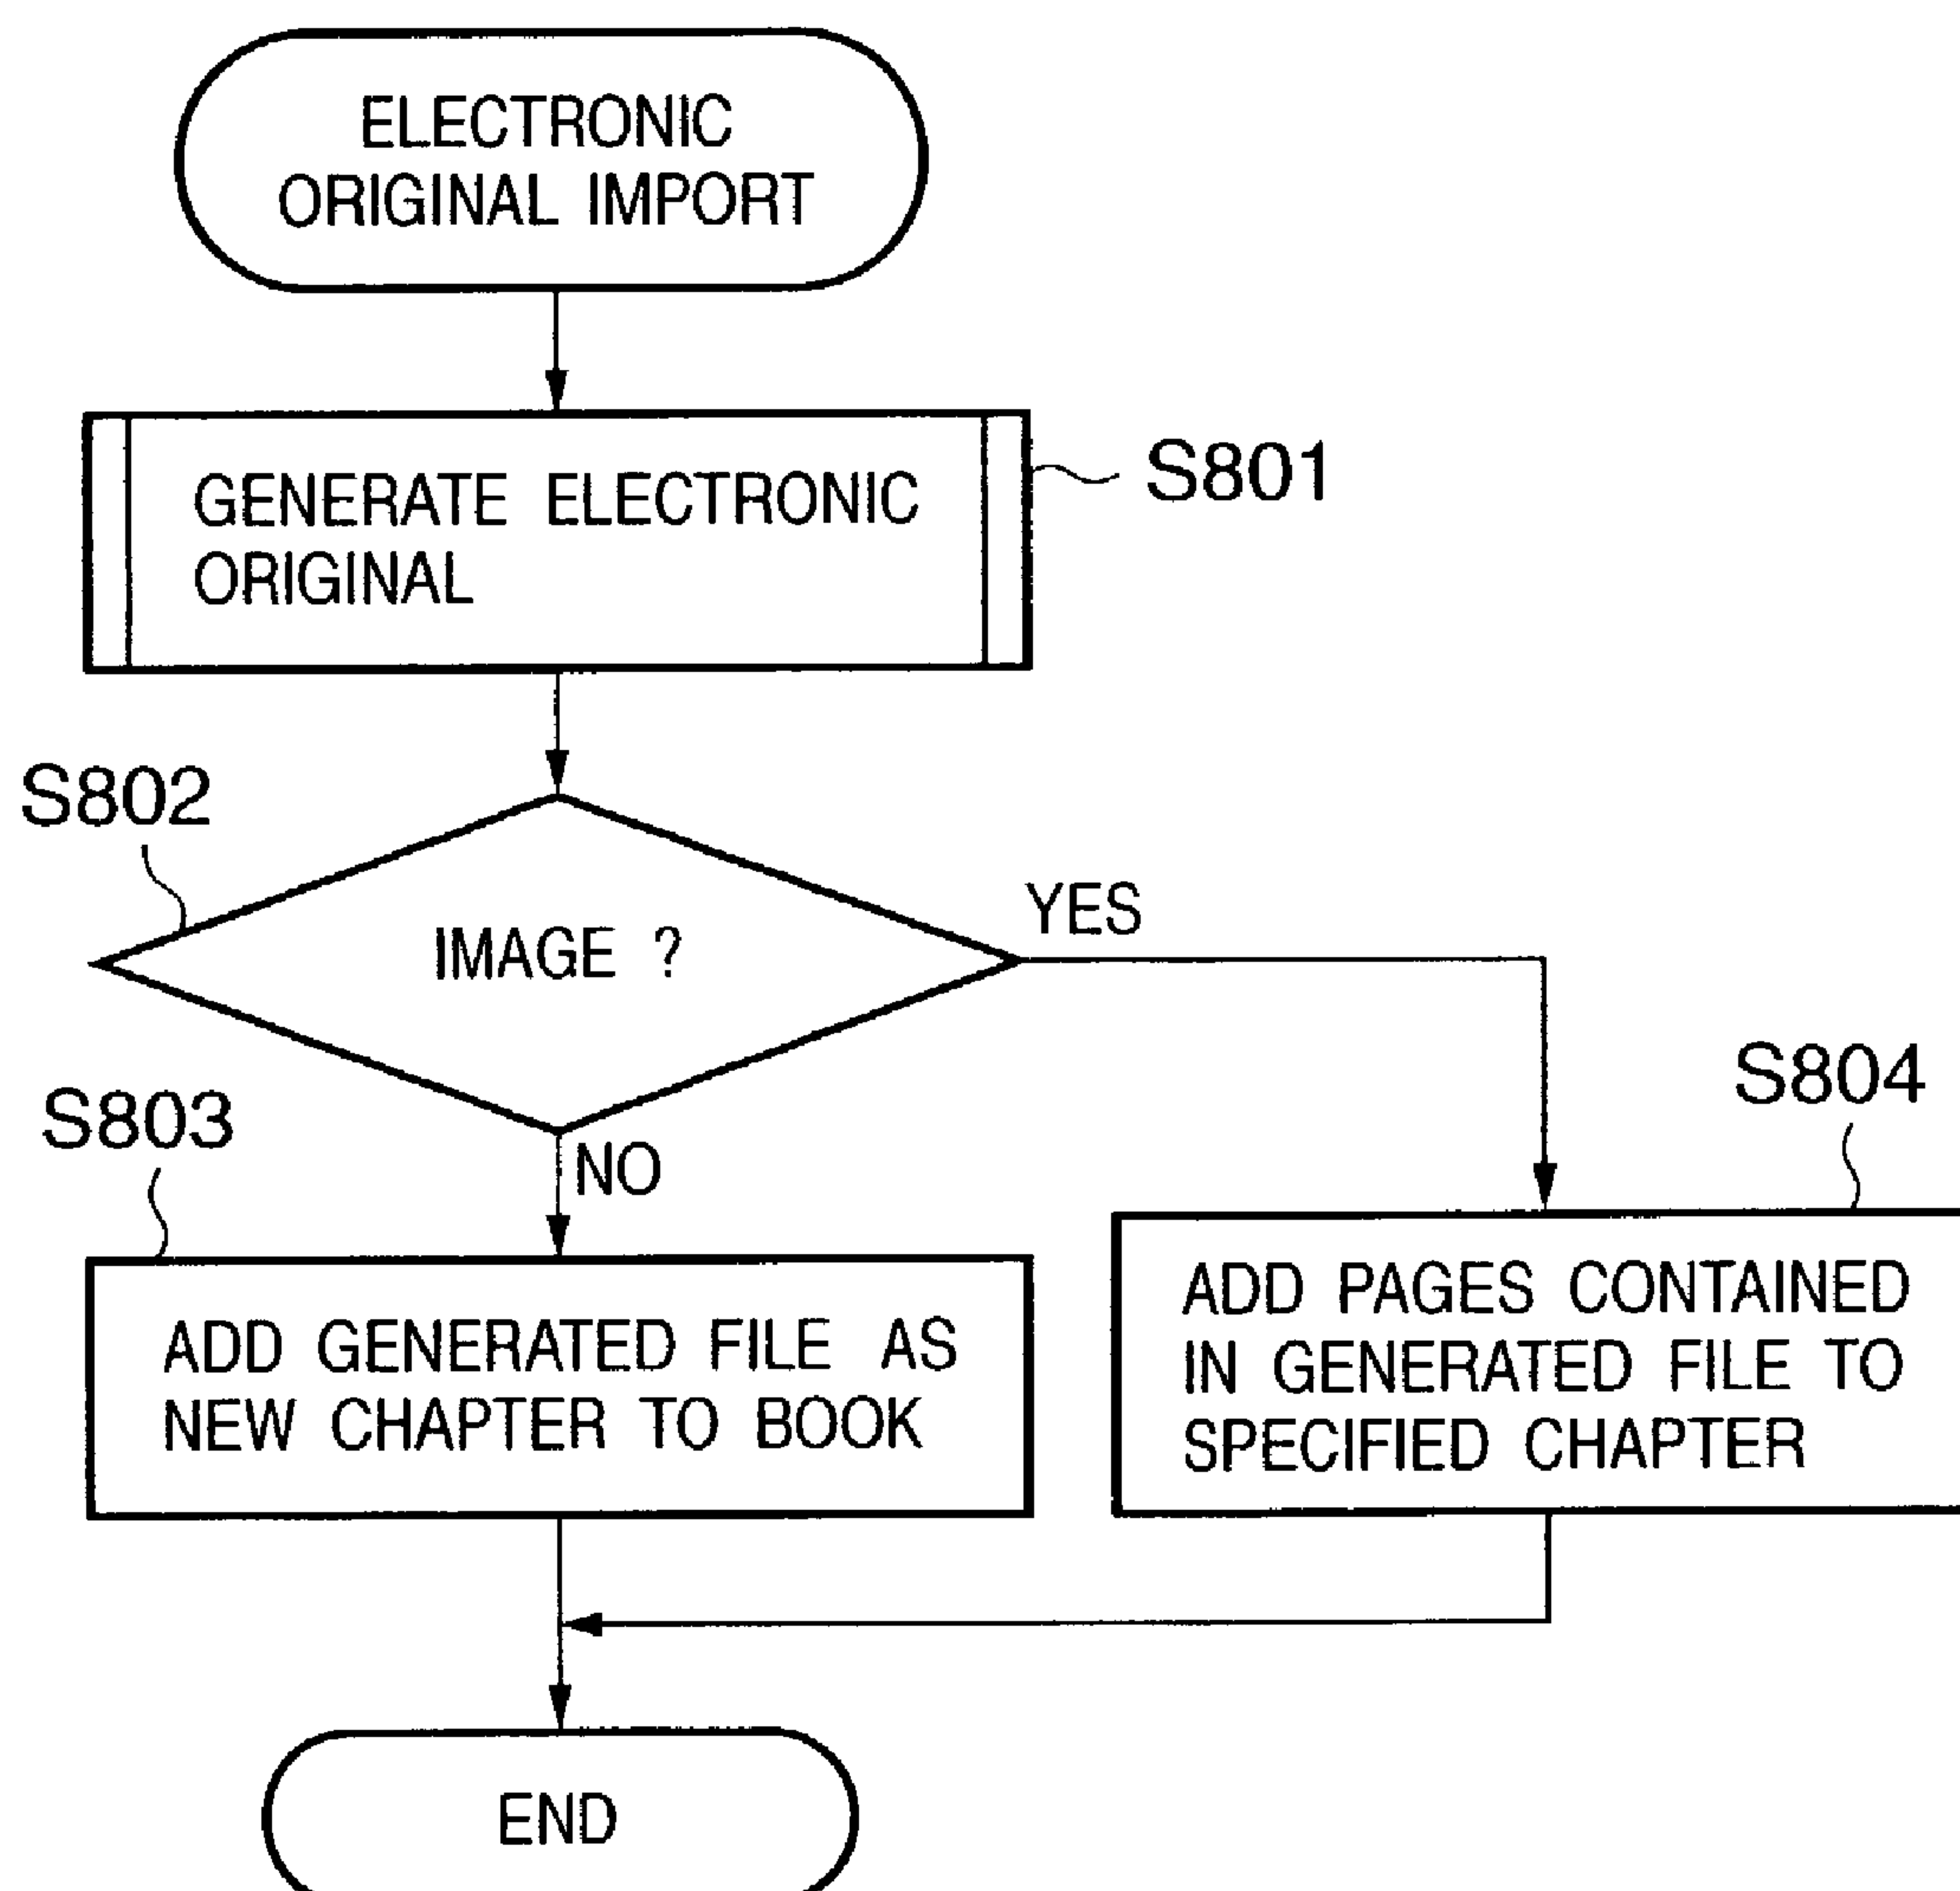 ELECTRONIC
ORIGINAL IMPORT
GENERATE ELECTRONIC
ORIGINAL
S801
S802
IMAGE ?
YES
NO
S803
ADD GENERATED FILE AS
NEW CHAPTER TO BOOK
S804
ADD PAGES CONTAINED
IN GENERATED FILE TO
SPECIFIED CHAPTER
END